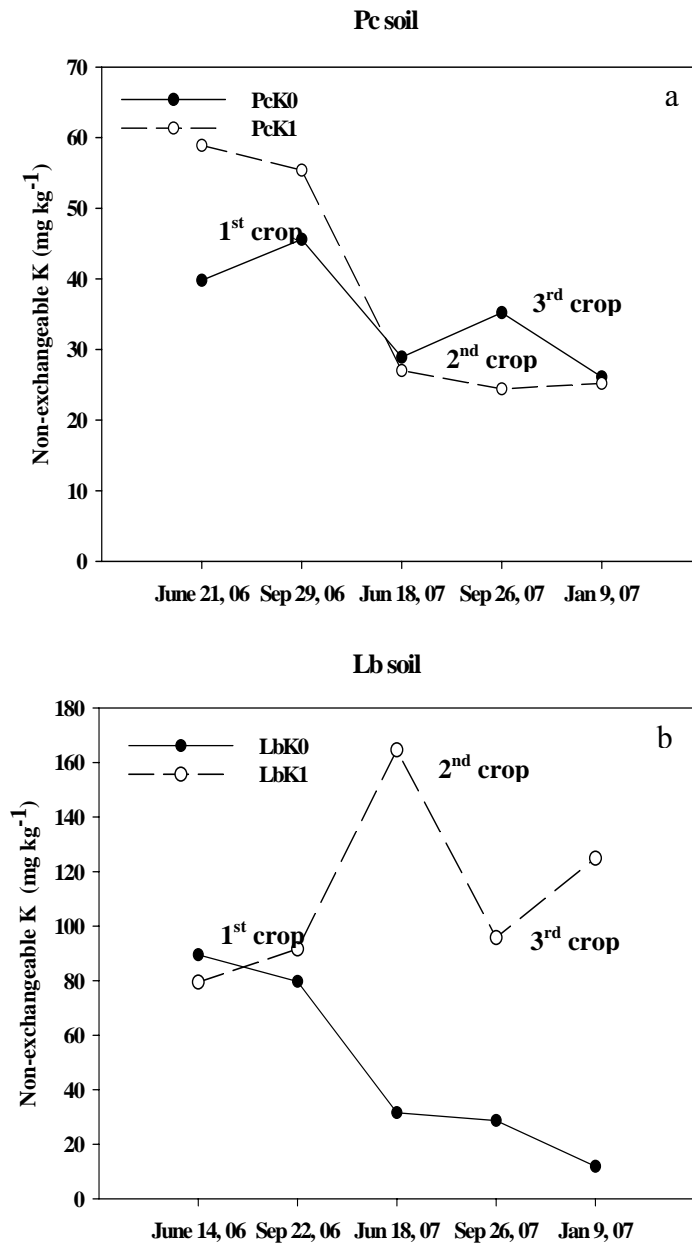 Pc soil
a
PcK0
PcK1
Non-exchangeable K (mg kg⁻¹)
70
60
50
40
30
20
10
0
1st crop
2nd crop
3rd crop
June 21, 06 Sep 29, 06 Jun 18, 07 Sep 26, 07 Jan 9, 07
Lb soil
b
LbK0
LbK1
Non-exchangeable K (mg kg⁻¹)
180
160
140
120
100
80
60
40
20
0
1st crop
2nd crop
3rd crop
June 14, 06 Sep 22, 06 Jun 18, 07 Sep 26, 07 Jan 9, 07